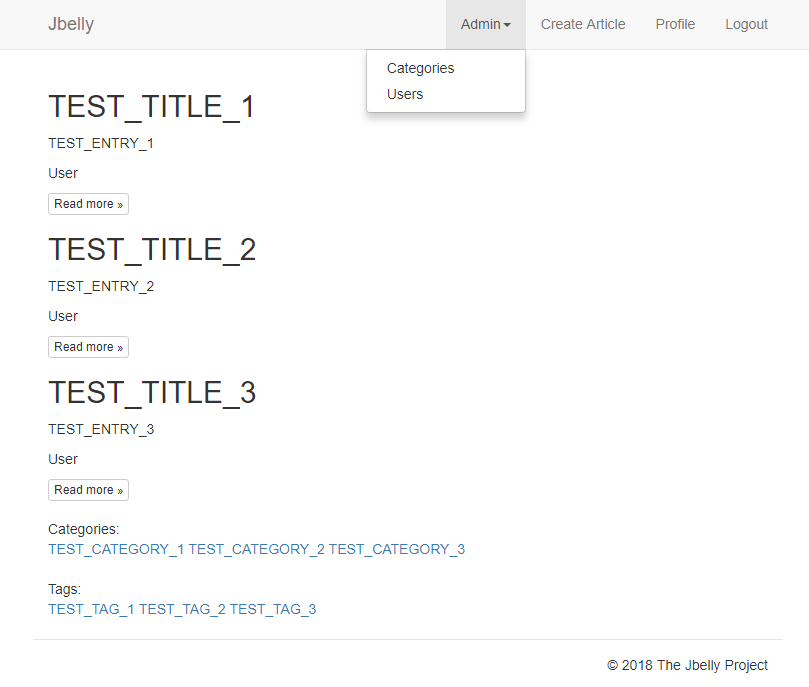 Jbelly Admin Create Article Profile Logout
Categories
Users
TEST_TITLE_1
TEST_ENTRY_1
User
Read more »
TEST_TITLE_2
TEST_ENTRY_2
User
Read more »
TEST_TITLE_3
TEST_ENTRY_3
User
Read more »
Categories:
TEST_CATEGORY_1 TEST_CATEGORY_2 TEST_CATEGORY_3
Tags:
TEST_TAG_1 TEST_TAG_2 TEST_TAG_3
© 2018 The Jbelly Project